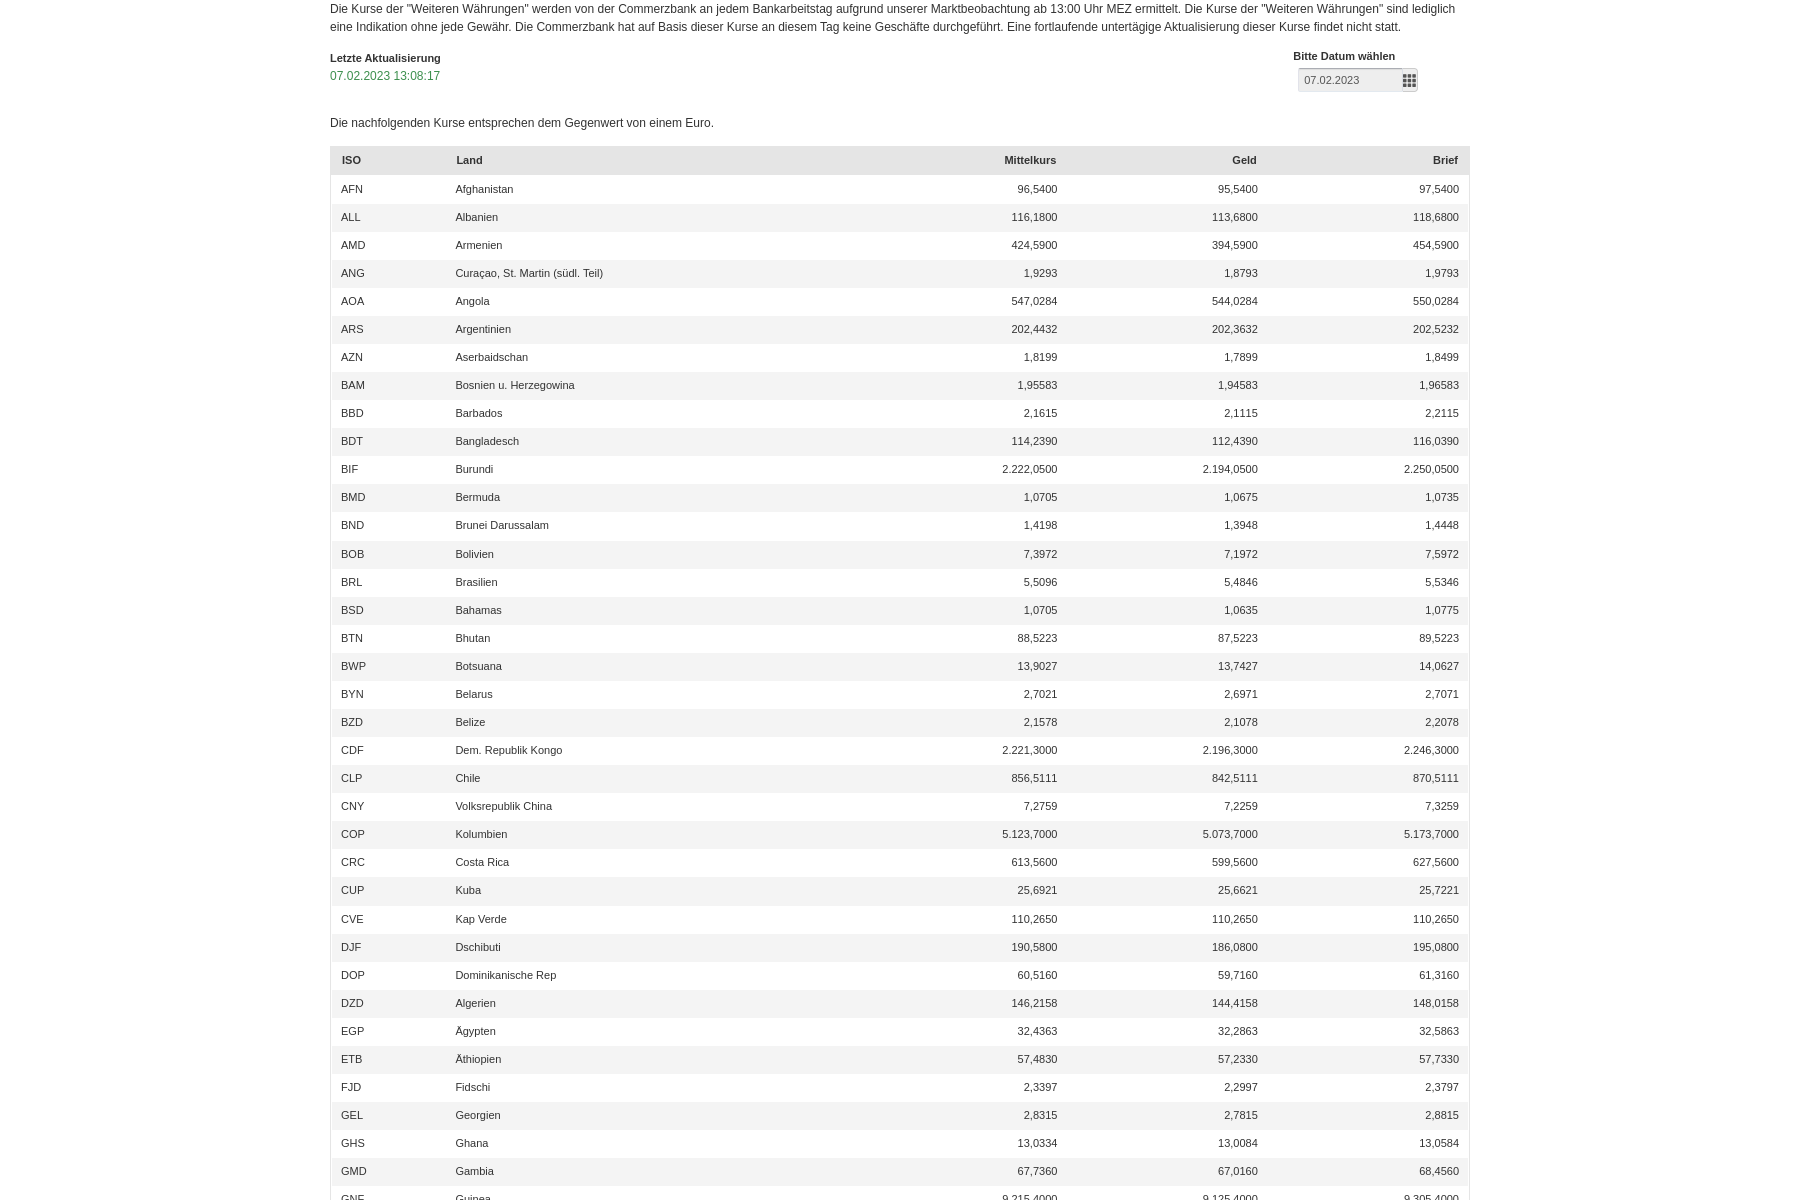 Die Kurse der "Weiteren Währungen" werden von der Commerzbank an jedem Bankarbeitstag aufgrund unserer Marktbeobachtung ab 13:00 Uhr MEZ ermittelt. Die Kurse der "Weiteren Währungen" sind lediglich
eine Indikation ohne jede Gewähr. Die Commerzbank hat auf Basis dieser Kurse an diesem Tag keine Geschäfte durchgeführt. Eine fortlaufende untertägige Aktualisierung dieser Kurse findet nicht statt.
Letzte Aktualisierung
07.02.2023 13:08:17
Bitte Datum wählen
07.02.2023
Die nachfolgenden Kurse entsprechen dem Gegenwert von einem Euro.
ISO Land Mittelkurs Geld Brief
AFN Afghanistan 96,5400 95,5400 97,5400
ALL Albanien 116,1800 113,6800 118,6800
AMD Armenien 424,5900 394,5900 454,5900
ANG Curaçao, St. Martin (südl. Teil) 1,9293 1,8793 1,9793
AOA Angola 547,0284 544,0284 550,0284
ARS Argentinien 202,4432 202,3632 202,5232
AZN Aserbaidschan 1,8199 1,7899 1,8499
BAM Bosnien u. Herzegowina 1,95583 1,94583 1,96583
BBD Barbados 2,1615 2,1115 2,2115
BDT Bangladesch 114,2390 112,4390 116,0390
BIF Burundi 2.222,0500 2.194,0500 2.250,0500
BMD Bermuda 1,0705 1,0675 1,0735
BND Brunei Darussalam 1,4198 1,3948 1,4448
BOB Bolivien 7,3972 7,1972 7,5972
BRL Brasilien 5,5096 5,4846 5,5346
BSD Bahamas 1,0705 1,0635 1,0775
BTN Bhutan 88,5223 87,5223 89,5223
BWP Botsuana 13,9027 13,7427 14,0627
BYN Belarus 2,7021 2,6971 2,7071
BZD Belize 2,1578 2,1078 2,2078
CDF Dem. Republik Kongo 2.221,3000 2.196,3000 2.246,3000
CLP Chile 856,5111 842,5111 870,5111
CNY Volksrepublik China 7,2759 7,2259 7,3259
COP Kolumbien 5.123,7000 5.073,7000 5.173,7000
CRC Costa Rica 613,5600 599,5600 627,5600
CUP Kuba 25,6921 25,6621 25,7221
CVE Kap Verde 110,2650 110,2650 110,2650
DJF Dschibuti 190,5800 186,0800 195,0800
DOP Dominikanische Rep 60,5160 59,7160 61,3160
DZD Algerien 146,2158 144,4158 148,0158
EGP Ägypten 32,4363 32,2863 32,5863
ETB Äthiopien 57,4830 57,2330 57,7330
FJD Fidschi 2,3397 2,2997 2,3797
GEL Georgien 2,8315 2,7815 2,8815
GHS Ghana 13,0334 13,0084 13,0584
GMD Gambia 67,7360 67,0160 68,4560
GNF Guinea 9.215,4000 9.125,4000 9.305,4000